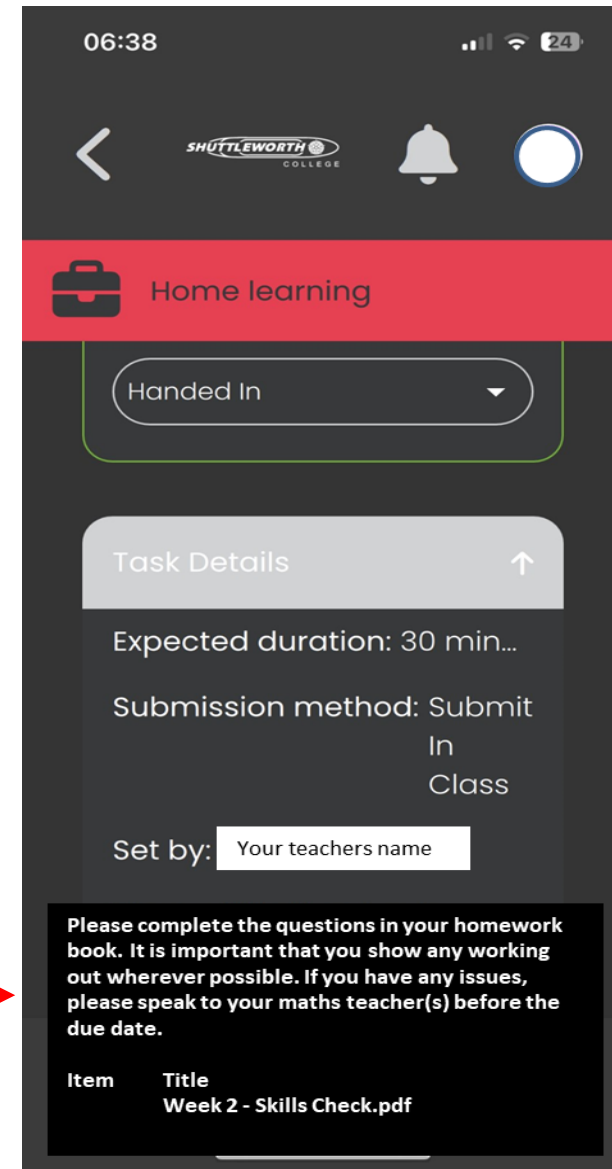 06:38
24
SHUTTLEWORTH
COLLEGE
Home learning
Handed In
Task Details
Expected duration: 30 min...
Submission method: Submit
In
Class
Set by: Your teachers name
Please complete the questions in your homework
book. It is important that you show any working
out wherever possible. If you have any issues,
please speak to your maths teacher(s) before the
due date.
Item Title
Week 2 - Skills Check.pdf